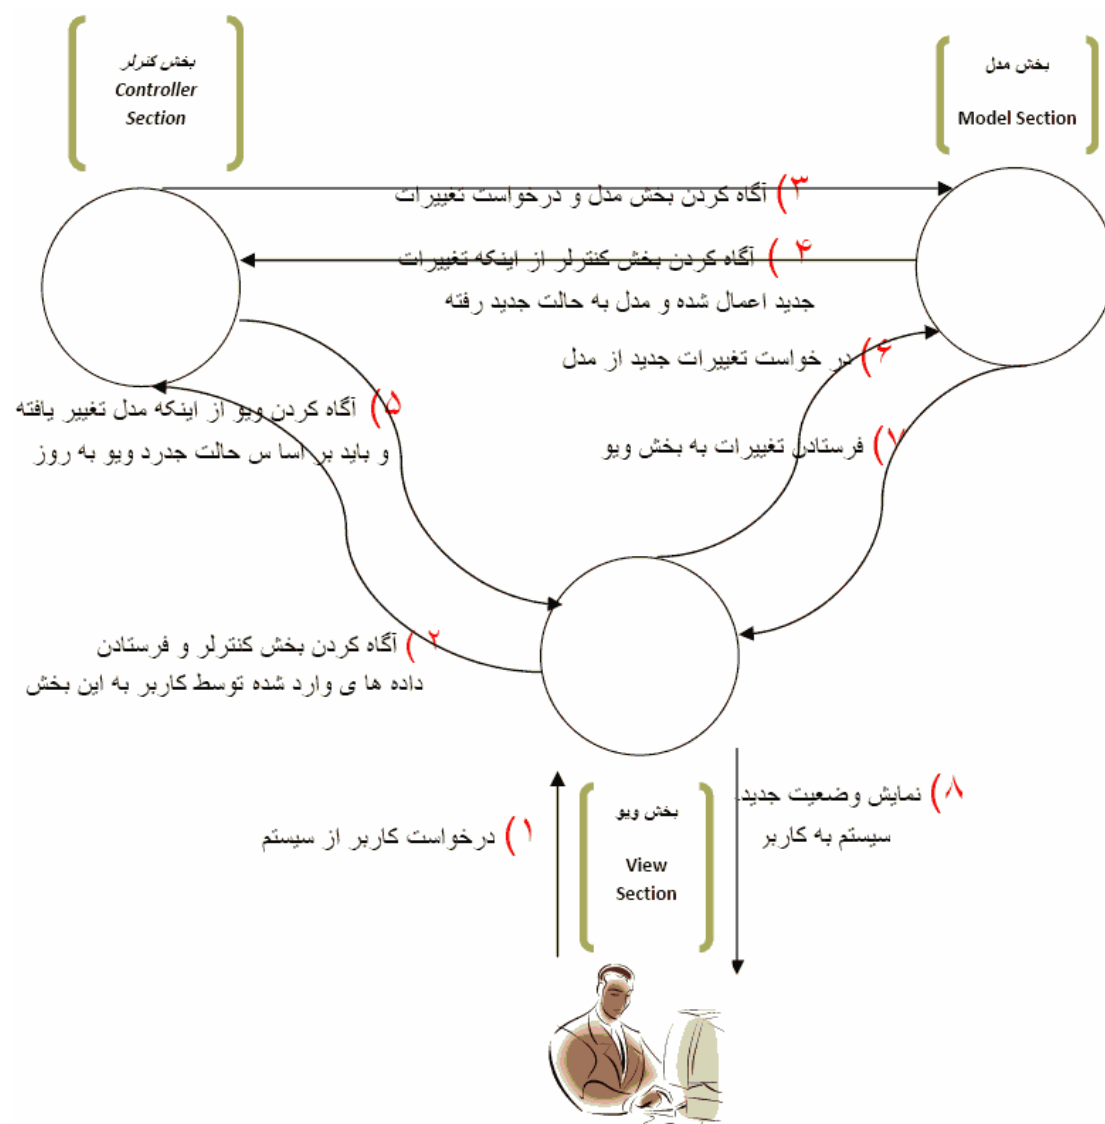 بخش کنرلر
Controller
Section
بخش مدل
Model Section
۳) آگاه کردن بخش مدل و درخواست تغییرات
۴) آگاه کردن بخش کنترلر از اینکه تغییرات
جدید اعمال شده و مدل به حالت جدید رفته
۶) در خواست تغییرات جدید از مدل
۵) آگاه کردن ویو از اینکه مدل تغییر یافته
و باید بر اسا س حالت جدرد ویو به روز
۷) فرستادن تغییرات به بخش ویو
۲) آگاه کردن بخش کنترلر و فرستادن
داده ها ی وارد شده توسط کاربر به این بخش
۸) نمایش وضعیت جدید
سیستم به کاربر
۱) درخواست کاربر از سیستم
بخش ویو
View
Section